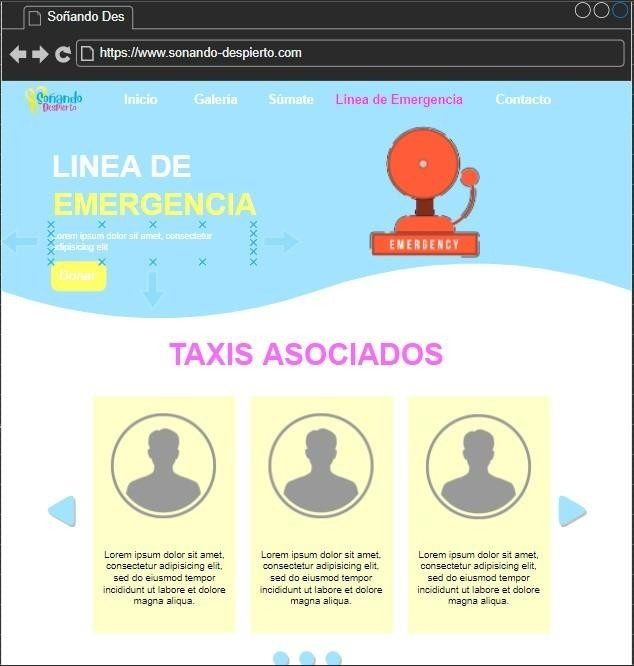 Soñando Des
https://www.sonando-despierto.com
Soñando
Despierto
Inicio Galeria Súmate Linea de Emergencia Contacto
LINEA DE
EMERGENCIA
Lorem ipsum dolor sit amet, consectetur
adipisicing elit
Donar
EMERGENCY
TAXIS ASOCIADOS
Lorem ipsum dolor sit amet,
consectetur adipisicing elit,
sed do eiusmod tempor
incididunt ut labore et dolore
magna aliqua.
Lorem ipsum dolor sit amet,
consectetur adipisicing elit,
sed do eiusmod tempor
incididunt ut labore et dolore
magna aliqua.
Lorem ipsum dolor sit amet,
consectetur adipisicing elit,
sed do eiusmod tempor
incididunt ut labore et dolore
magna aliqua.